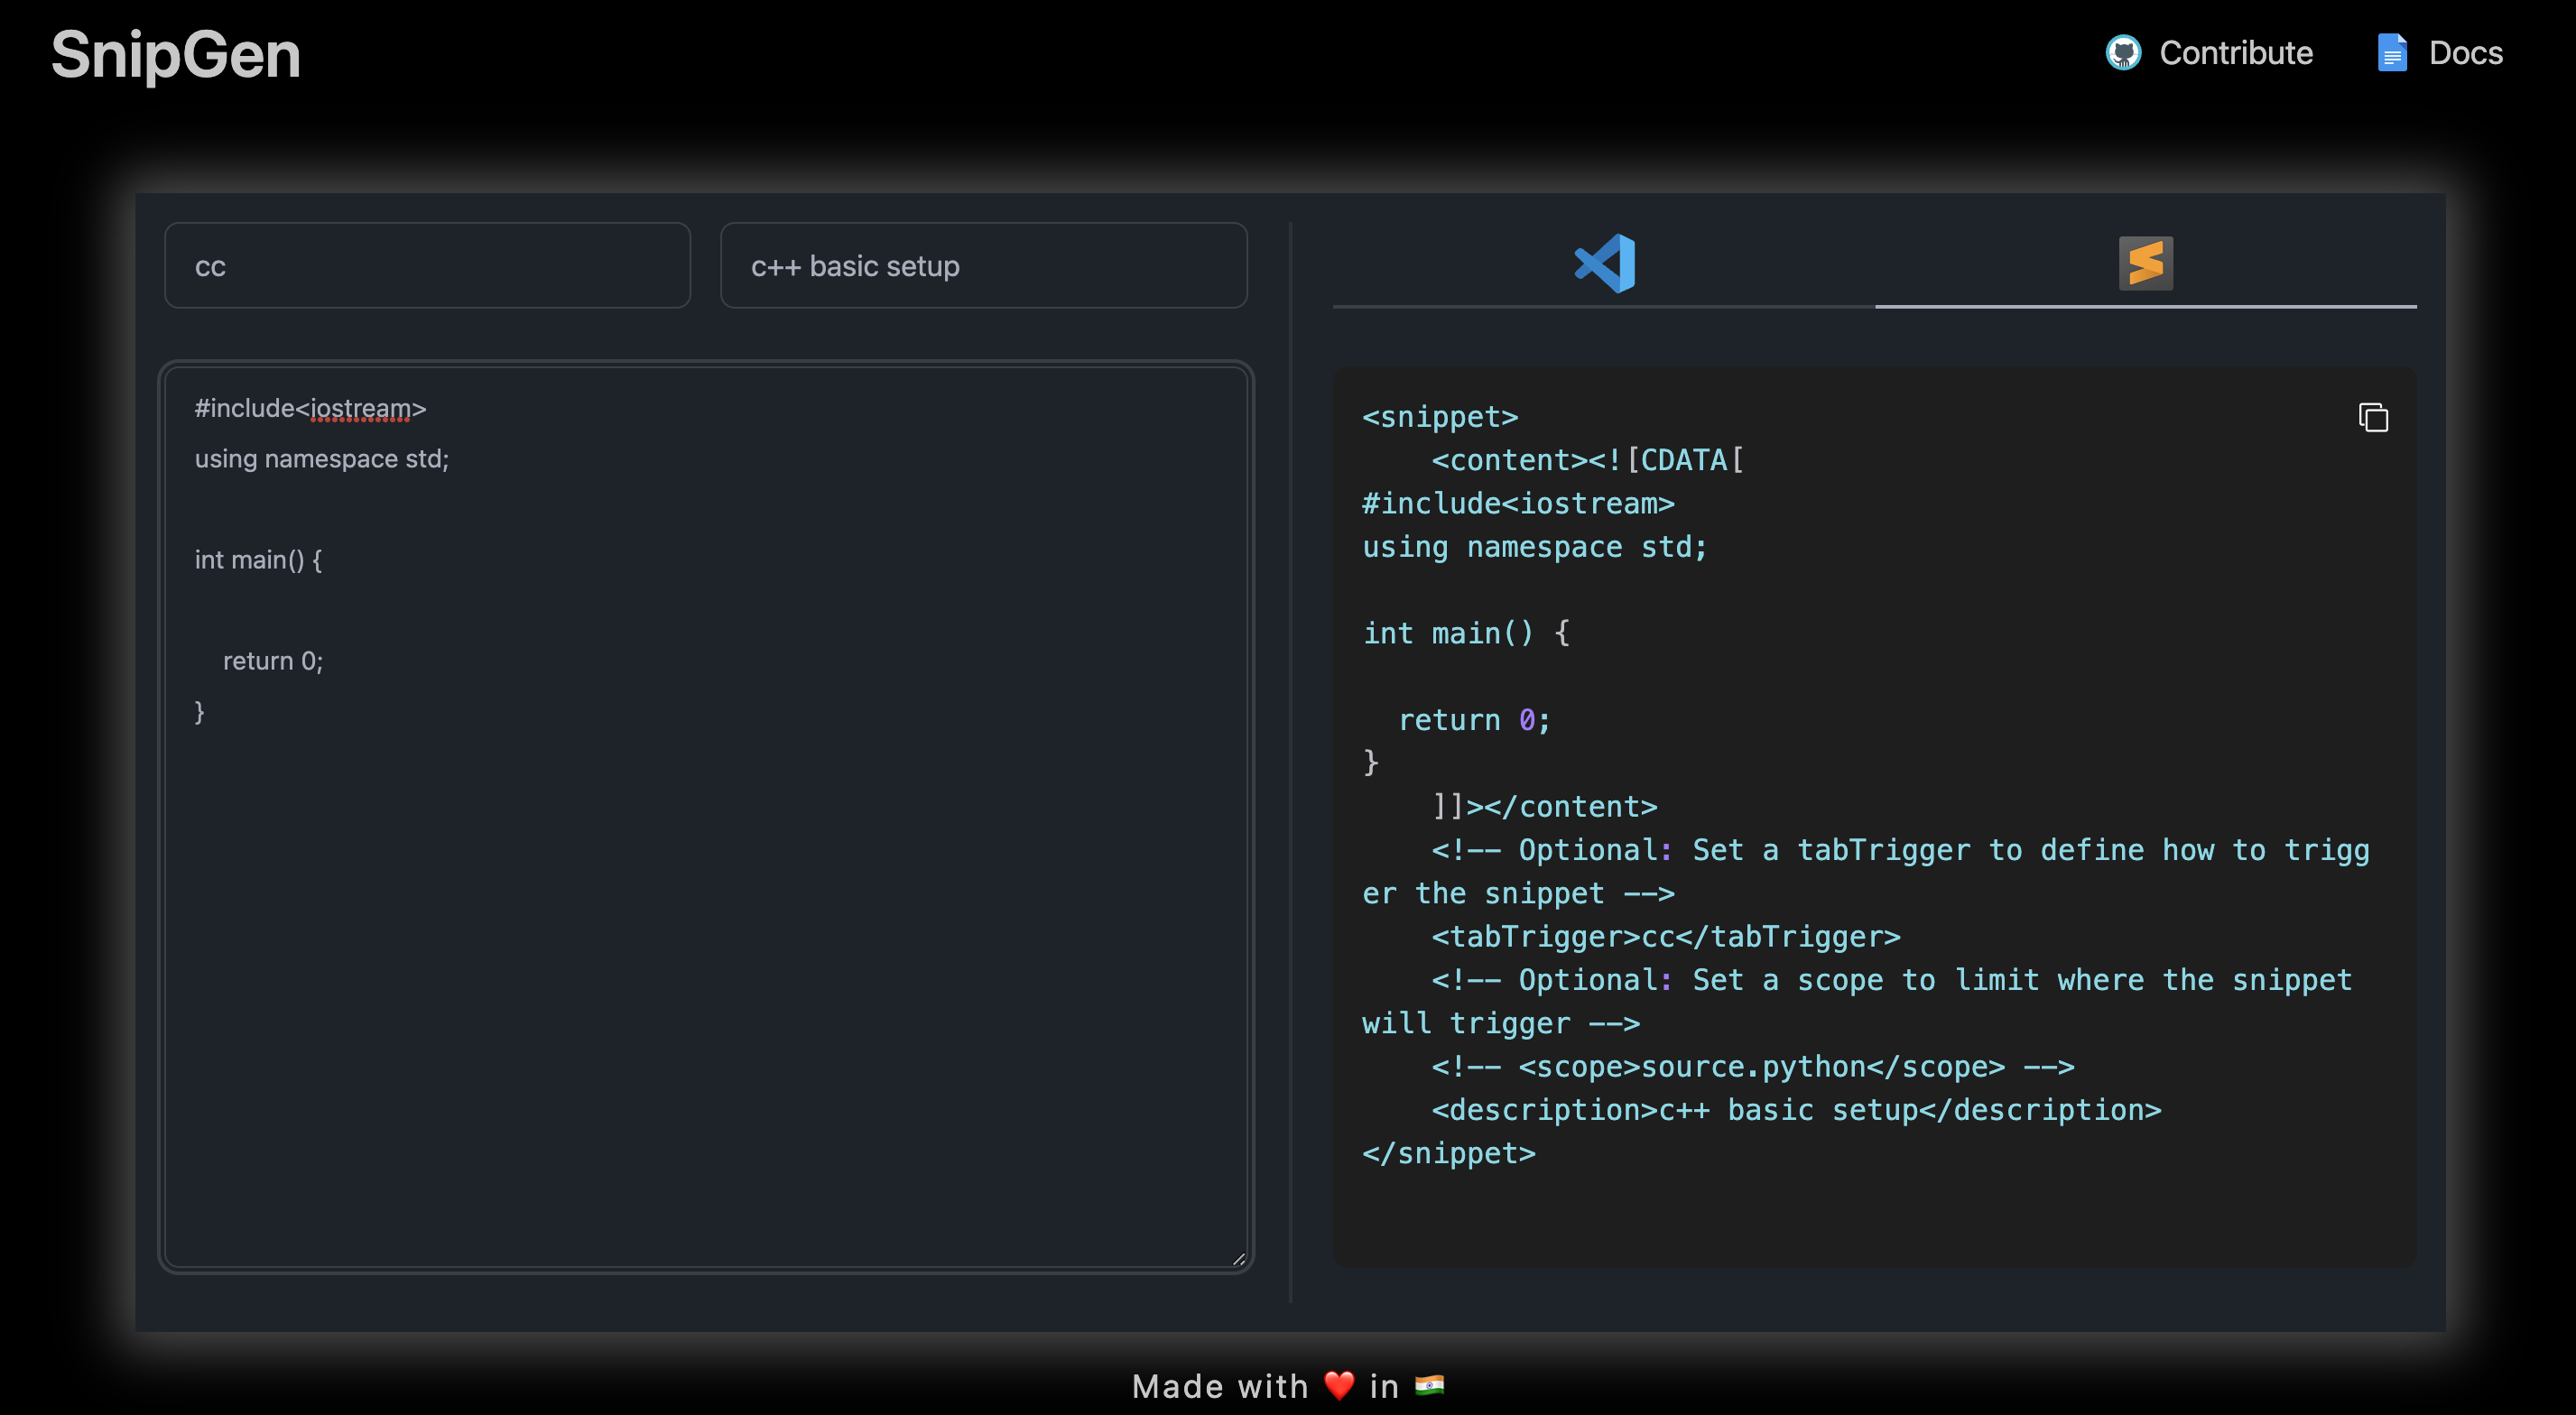 SnipGen
Contribute
Docs
cc
c++ basic setup
#include<iostream>
using namespace std;
int main() {
return 0;
}
<snippet>
    <content><![CDATA[
#include<iostream>
using namespace std;

int main() {

  return 0;
}
    ]]></content>
    <!-- Optional: Set a tabTrigger to define how to trigg
er the snippet -->
    <tabTrigger>cc</tabTrigger>
    <!-- Optional: Set a scope to limit where the snippet
will trigger -->
    <!-- <scope>source.python</scope> -->
    <description>c++ basic setup</description>
</snippet>
Made with ❤️ in 🇮🇳